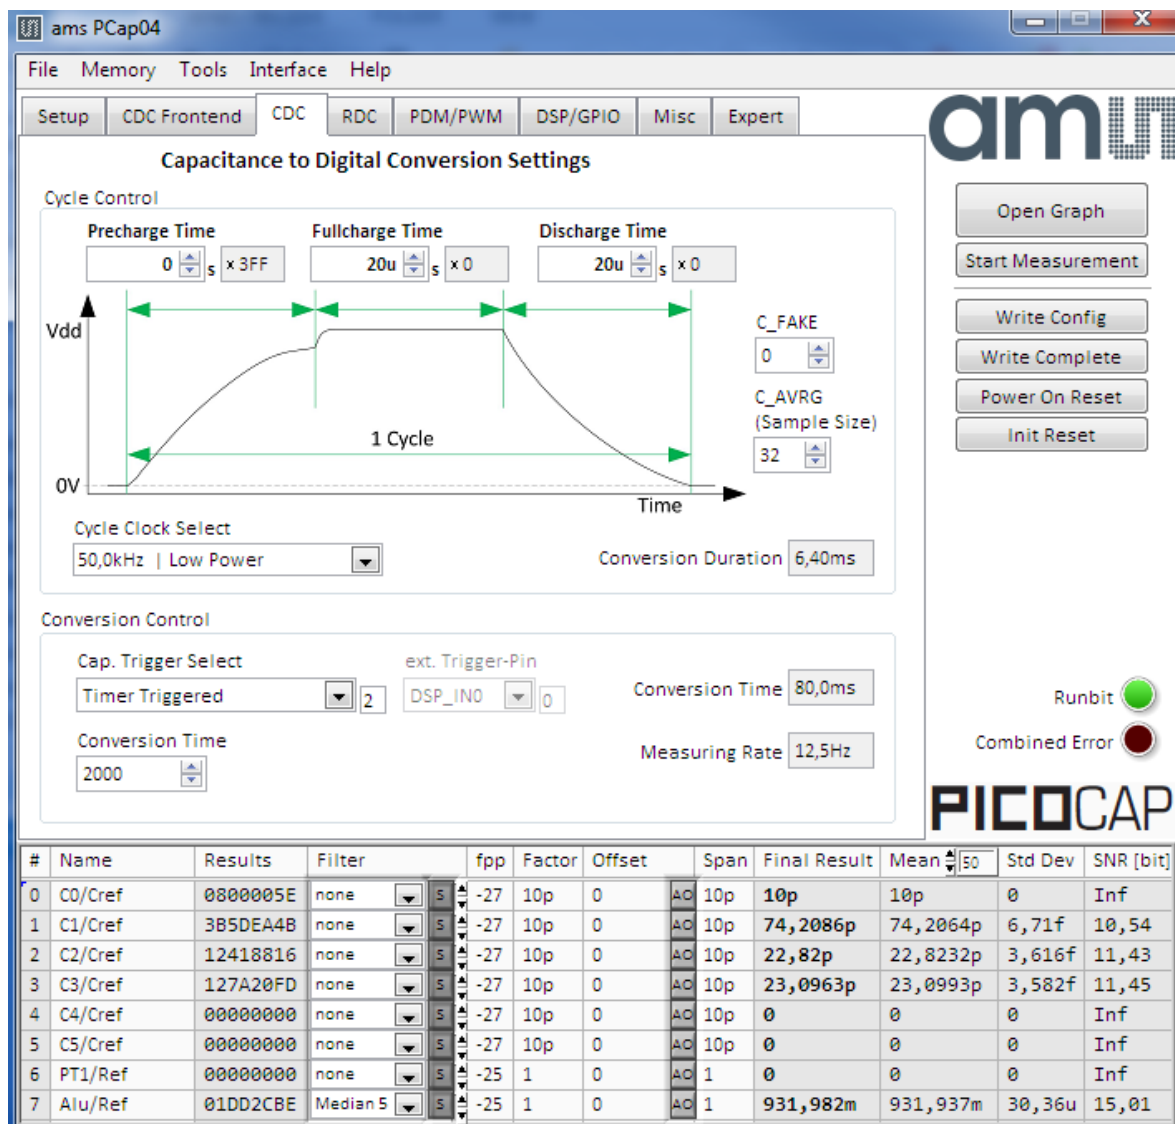 ams PCap04
File Memory Tools Interface Help
Setup CDC Frontend CDC RDC PDM/PWM DSP/GPIO Misc Expert
amu
Capacitance to Digital Conversion Settings
Cycle Control
Precharge Time Fullcharge Time Discharge Time
0 s x 3FF 20u s x 0 20u s x 0
Open Graph
Start Measurement
Write Config
Write Complete
Power On Reset
Init Reset
Vdd
C_FAKE
0
C_AVRG
(Sample Size)
32
1 Cycle
0V
Time
Cycle Clock Select
50,0kHz | Low Power
Conversion Duration 6,40ms
Conversion Control
Cap. Trigger Select ext. Trigger-Pin
Timer Triggered 2 DSP_IN0 0
Conversion Time 80,0ms
Conversion Time
2000
Measuring Rate 12,5Hz
Runbit
Combined Error
PICOCAP
# Name Results Filter fpp Factor Offset Span Final Result Mean 50 Std Dev SNR [bit]
0 C0/Cref 0800005E none S -27 10p 0 AO 10p 10p 10p 0 Inf
1 C1/Cref 3B5DEA4B none S -27 10p 0 AO 10p 74,2086p 74,2064p 6,71f 10,54
2 C2/Cref 12418816 none S -27 10p 0 AO 10p 22,82p 22,8232p 3,616f 11,43
3 C3/Cref 127A20FD none S -27 10p 0 AO 10p 23,0963p 23,0993p 3,582f 11,45
4 C4/Cref 00000000 none S -27 10p 0 AO 10p 0 0 0 Inf
5 C5/Cref 00000000 none S -27 10p 0 AO 10p 0 0 0 Inf
6 PT1/Ref 00000000 none S -25 1 0 AO 1 0 0 0 Inf
7 Alu/Ref 01DD2CBE Median 5 S -25 1 0 AO 1 931,982m 931,937m 30,36u 15,01